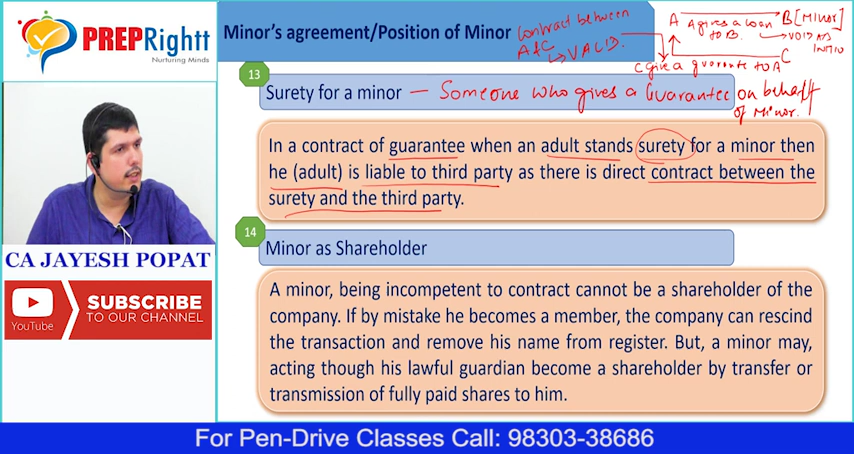 PREPRightt
Nurturing Minds
Minor's agreement/Position of Minor
Contract between
A & C
VALID.
A A gives a loan B [MINOR]
to B. VOID AB
INITIO
C give a guarante to A C
13
Surety for a minor — Someone who gives a Guarantee on behalf
of Minor.
In a contract of guarantee when an adult stands surety for a minor then
he (adult) is liable to third party as there is direct contract between the
surety and the third party.
14
Minor as Shareholder
A minor, being incompetent to contract cannot be a shareholder of the
company. If by mistake he becomes a member, the company can rescind
the transaction and remove his name from register. But, a minor may,
acting though his lawful guardian become a shareholder by transfer or
transmission of fully paid shares to him.
CA JAYESH POPAT
YouTube
SUBSCRIBE
TO OUR CHANNEL
For Pen-Drive Classes Call: 98303-38686